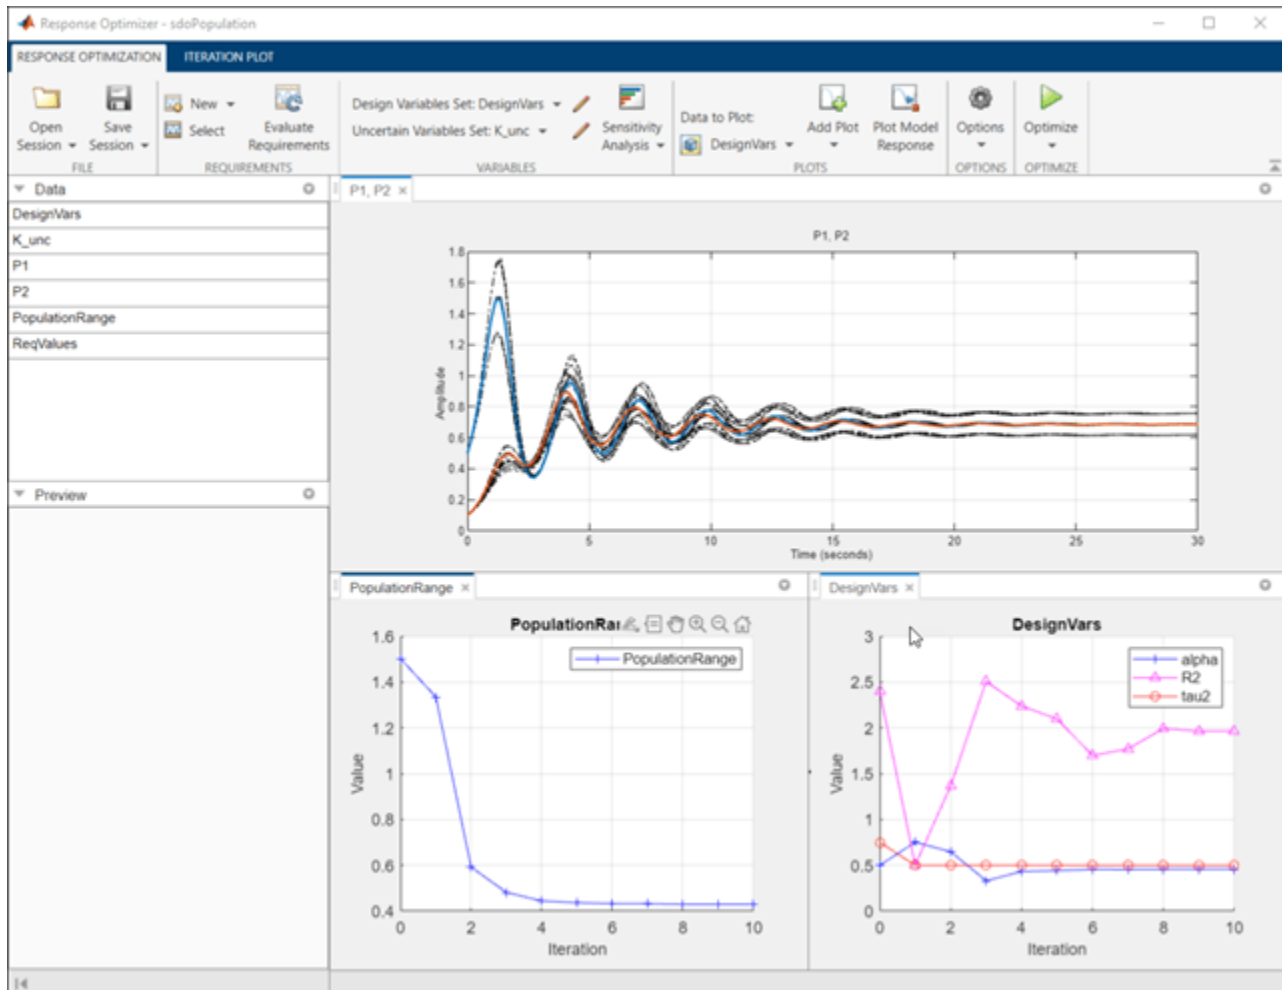 Response Optimizer - sdoPopulation
RESPONSE OPTIMIZATION
ITERATION PLOT
Open Session
Save Session
FILE
New
Select
Evaluate Requirements
REQUIREMENTS
Design Variables Set: DesignVars
Uncertain Variables Set: K_unc
Sensitivity Analysis
VARIABLES
Data to Plot:
DesignVars
Add Plot
Plot Model Response
PLOTS
Options
OPTIONS
Optimize
OPTIMIZE
Data
DesignVars
K_unc
P1
P2
PopulationRange
ReqValues
Preview
P1, P2
P1, P2
Amplitude
1.8
1.6
1.4
1.2
1
0.8
0.6
0.4
0.2
0
0 5 10 15 20 25 30
Time (seconds)
PopulationRange
PopulationRa
PopulationRange
Value
1.6
1.4
1.2
1
0.8
0.6
0.4
0 2 4 6 8 10
Iteration
DesignVars
DesignVars
alpha
R2
tau2
Value
3
2.5
2
1.5
1
0.5
0
0 2 4 6 8 10
Iteration